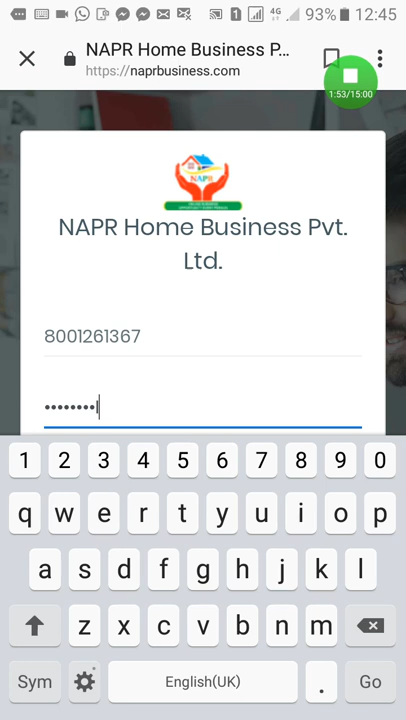 93% 12:45
NAPR Home Business P...
https://naprbusiness.com
1:53/15:00
NAPR
NAPR Home Business Pvt.
Ltd.
8001261367
••••••••
1 2 3 4 5 6 7 8 9 0
q w e r t y u i o p
a s d f g h j k l
z x c v b n m
Sym English(UK) . Go